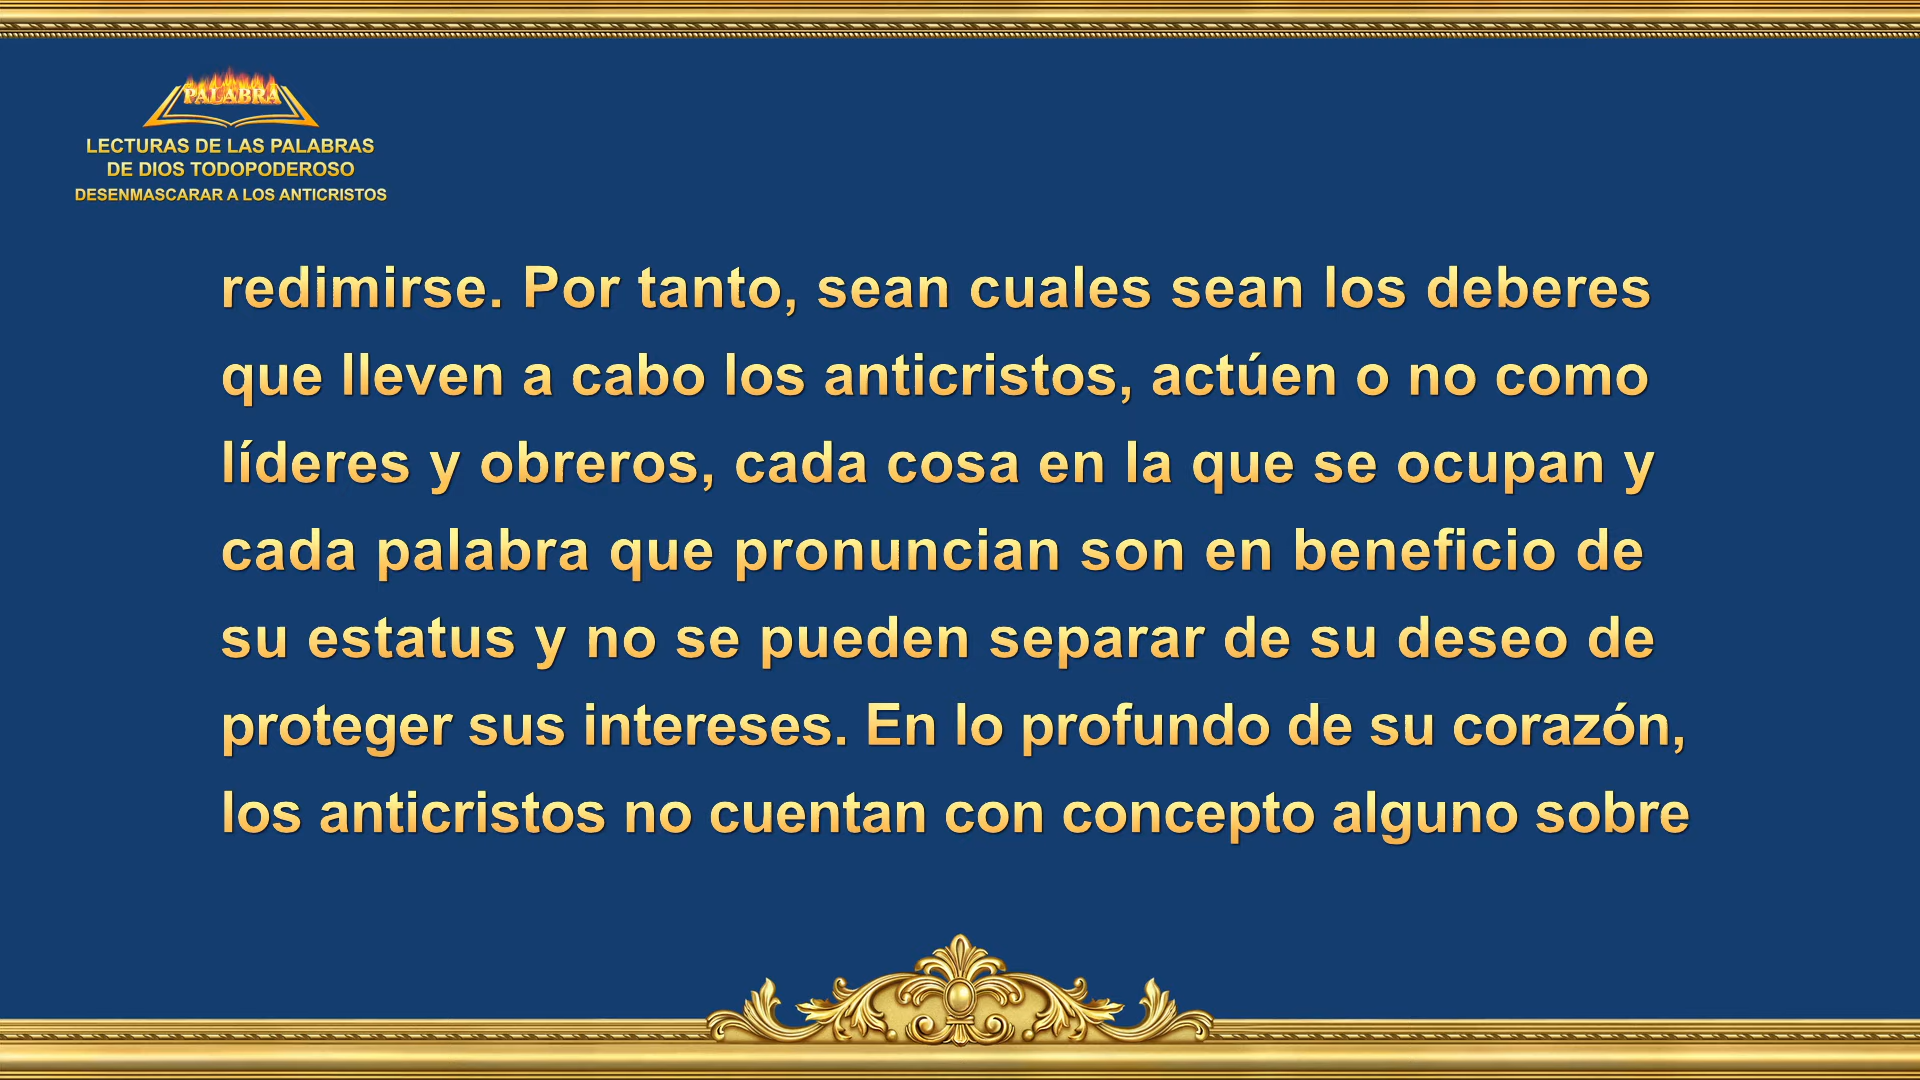 PALABRA
LECTURAS DE LAS PALABRAS
DE DIOS TODOPODEROSO
DESENMASCARAR A LOS ANTICRISTOS
redimirse. Por tanto, sean cuales sean los deberes
que lleven a cabo los anticristos, actúen o no como
líderes y obreros, cada cosa en la que se ocupan y
cada palabra que pronuncian son en beneficio de
su estatus y no se pueden separar de su deseo de
proteger sus intereses. En lo profundo de su corazón,
los anticristos no cuentan con concepto alguno sobre